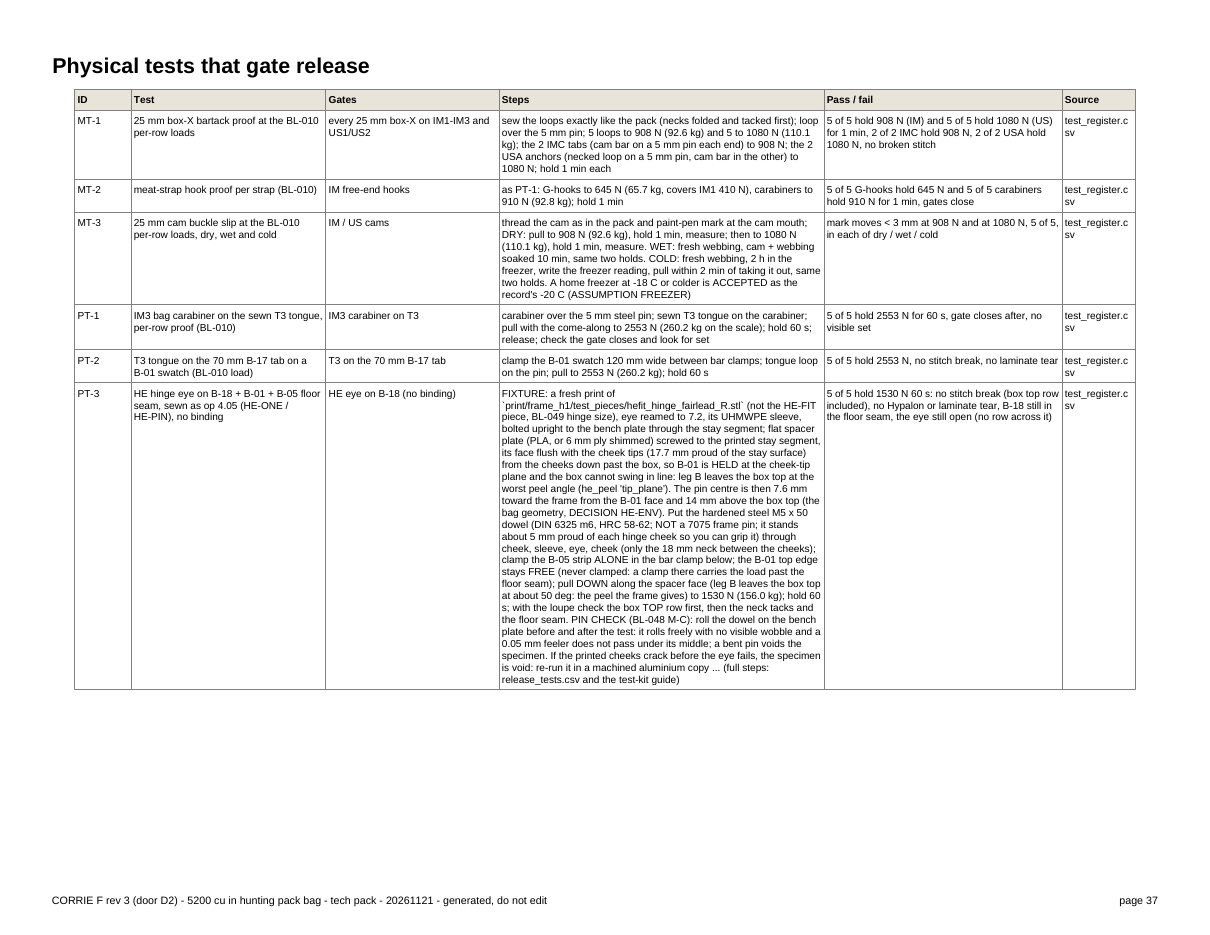 Physical tests that gate release
ID
Test
Gates
Steps
Pass / fail
Source
MT-1
25 mm box-X bartack proof at the BL-010
per-row loads
every 25 mm box-X on IM1-IM3 and
US1/US2
sew the loops exactly like the pack (necks folded and tacked first); loop
over the 5 mm pin; 5 loops to 908 N (92.6 kg) and 5 to 1080 N (110.1
kg); the 2 IMC tabs (cam bar on a 5 mm pin each end) to 908 N; the 2
USA anchors (necked loop on a 5 mm pin, cam bar in the other) to
1080 N; hold 1 min each
5 of 5 hold 908 N (IM) and 5 of 5 hold 1080 N (US)
for 1 min, 2 of 2 IMC hold 908 N, 2 of 2 USA hold
1080 N, no broken stitch
test_register.c
sv
MT-2
meat-strap hook proof per strap (BL-010)
IM free-end hooks
as PT-1: G-hooks to 645 N (65.7 kg, covers IM1 410 N), carabiners to
910 N (92.8 kg); hold 1 min
5 of 5 G-hooks hold 645 N and 5 of 5 carabiners
hold 910 N for 1 min, gates close
test_register.c
sv
MT-3
25 mm cam buckle slip at the BL-010
per-row loads, dry, wet and cold
IM / US cams
thread the cam as in the pack and paint-pen mark at the cam mouth;
DRY: pull to 908 N (92.6 kg), hold 1 min, measure; then to 1080 N
(110.1 kg), hold 1 min, measure. WET: fresh webbing, cam + webbing
soaked 10 min, same two holds. COLD: fresh webbing, 2 h in the
freezer, write the freezer reading, pull within 2 min of taking it out, same
two holds. A home freezer at -18 C or colder is ACCEPTED as the
record's -20 C (ASSUMPTION FREEZER)
mark moves < 3 mm at 908 N and at 1080 N, 5 of 5,
in each of dry / wet / cold
test_register.c
sv
PT-1
IM3 bag carabiner on the sewn T3 tongue,
per-row proof (BL-010)
IM3 carabiner on T3
carabiner over the 5 mm steel pin; sewn T3 tongue on the carabiner;
pull with the come-along to 2553 N (260.2 kg on the scale); hold 60 s;
release; check the gate closes and look for set
5 of 5 hold 2553 N for 60 s, gate closes after, no
visible set
test_register.c
sv
PT-2
T3 tongue on the 70 mm B-17 tab on a
B-01 swatch (BL-010 load)
T3 on the 70 mm B-17 tab
clamp the B-01 swatch 120 mm wide between bar clamps; tongue loop
on the pin; pull to 2553 N (260.2 kg); hold 60 s
5 of 5 hold 2553 N, no stitch break, no laminate tear
test_register.c
sv
PT-3
HE hinge eye on B-18 + B-01 + B-05 floor
seam, sewn as op 4.05 (HE-ONE /
HE-PIN), no binding
HE eye on B-18 (no binding)
FIXTURE: a fresh print of
`print/frame_h1/test_pieces/hefit_hinge_fairlead_R.stl` (not the HE-FIT
piece, BL-049 hinge size), eye reamed to 7.2, its UHMWPE sleeve,
bolted upright to the bench plate through the stay segment; flat spacer
plate (PLA, or 6 mm ply shimmed) screwed to the printed stay segment,
its face flush with the cheek tips (17.7 mm proud of the stay surface)
from the cheeks down past the box, so B-01 is HELD at the cheek-tip
plane and the box cannot swing in line: leg B leaves the box top at the
worst peel angle (he_peel 'tip_plane'). The pin centre is then 7.6 mm
toward the frame from the B-01 face and 14 mm above the box top (the
bag geometry, DECISION HE-ENV). Put the hardened steel M5 x 50
dowel (DIN 6325 m6, HRC 58-62; NOT a 7075 frame pin; it stands
about 5 mm proud of each hinge cheek so you can grip it) through
cheek, sleeve, eye, cheek (only the 18 mm neck between the cheeks);
clamp the B-05 strip ALONE in the bar clamp below; the B-01 top edge
stays FREE (never clamped: a clamp there carries the load past the
floor seam); pull DOWN along the spacer face (leg B leaves the box top
at about 50 deg: the peel the frame gives) to 1530 N (156.0 kg); hold 60
s; with the loupe check the box TOP row first, then the neck tacks and
the floor seam. PIN CHECK (BL-048 M-C): roll the dowel on the bench
plate before and after the test: it rolls freely with no visible wobble and a
0.05 mm feeler does not pass under its middle; a bent pin voids the
specimen. If the printed cheeks crack before the eye fails, the specimen
is void: re-run it in a machined aluminium copy ... (full steps:
release_tests.csv and the test-kit guide)
5 of 5 hold 1530 N 60 s: no stitch break (box top row
included), no Hypalon or laminate tear, B-18 still in
the floor seam, the eye still open (no row across it)
test_register.c
sv
CORRIE F rev 3 (door D2) - 5200 cu in hunting pack bag - tech pack - 20261121 - generated, do not edit
page 37